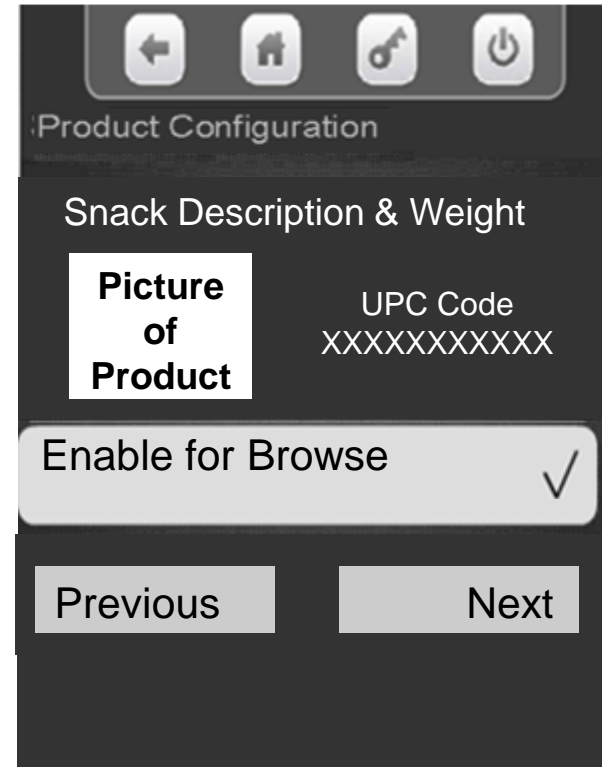 Product Configuration
Snack Description & Weight
Picture
of
Product
UPC Code
XXXXXXXXXXX
Enable for Browse
Previous
Next